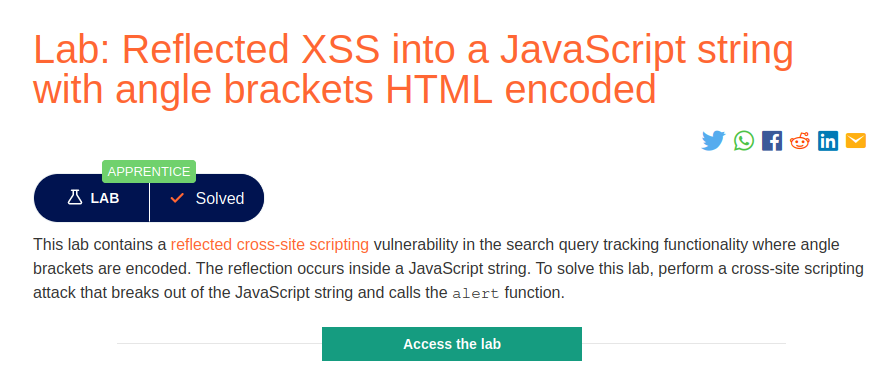 Lab: Reflected XSS into a JavaScript string
with angle brackets HTML encoded
APPRENTICE
LAB
Solved
This lab contains a reflected cross-site scripting vulnerability in the search query tracking functionality where angle
brackets are encoded. The reflection occurs inside a JavaScript string. To solve this lab, perform a cross-site scripting
attack that breaks out of the JavaScript string and calls the alert function.
Access the lab